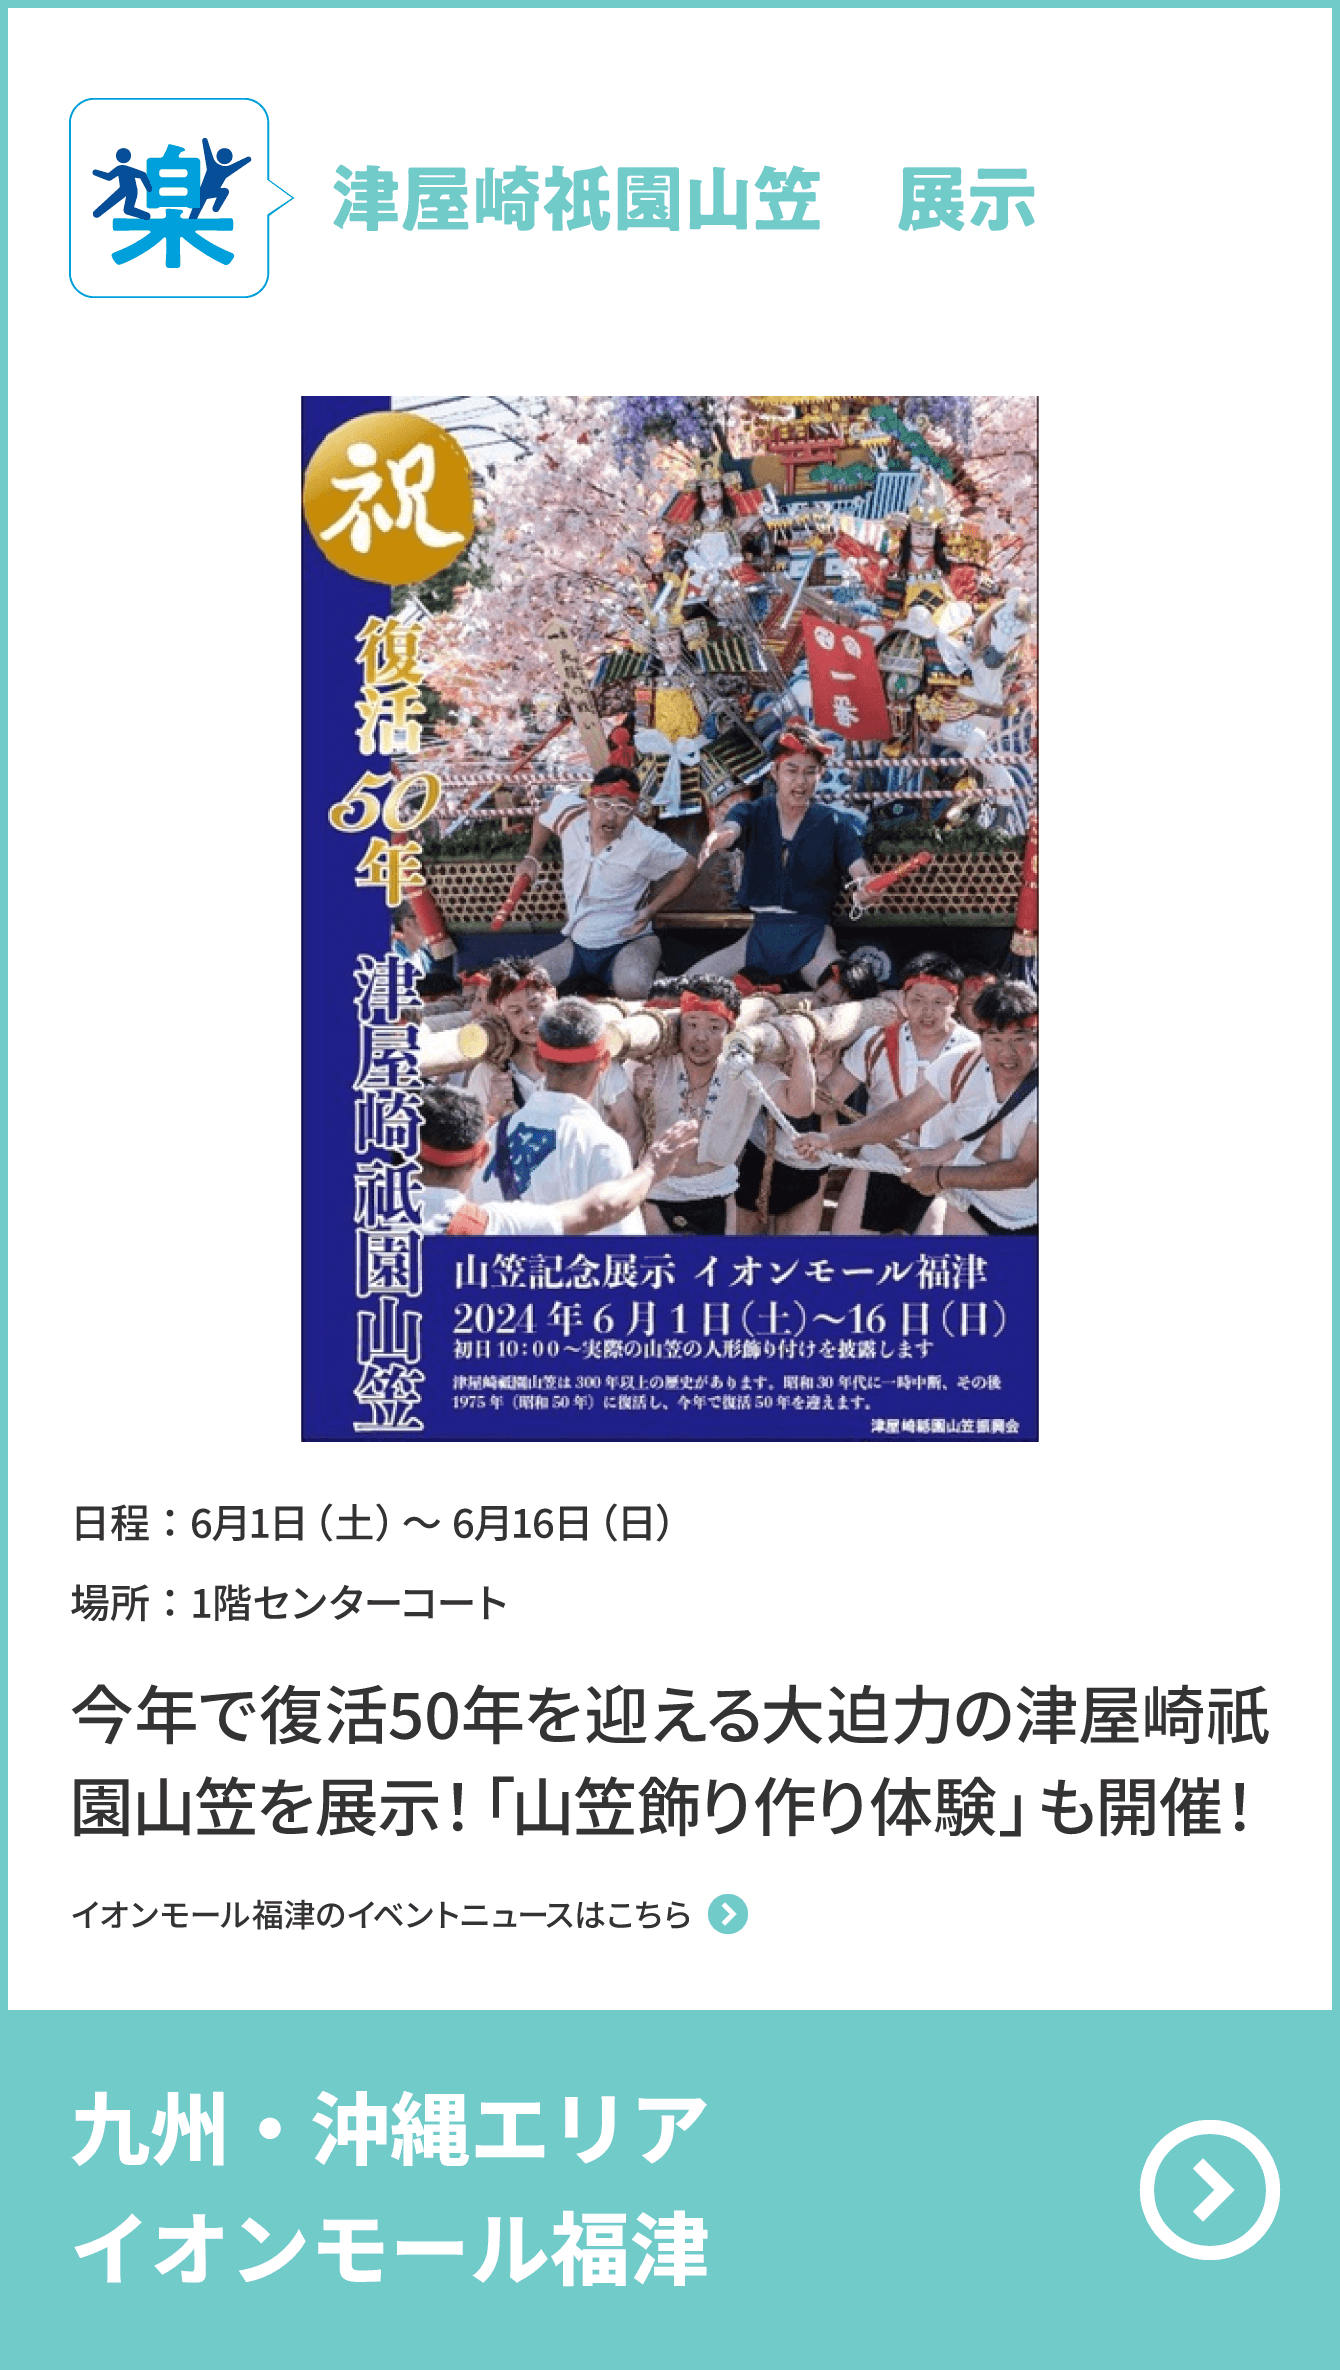 楽
津屋崎祇園山笠　展示
祝
復活50年　津屋崎祇園山笠
一番
山笠記念展示 イオンモール福津
2024年6月1日(土)～16日(日)
初日10:00～実際の山笠の人形飾り付けを披露します
津屋崎祇園山笠は300年以上の歴史があります。昭和30年代に一時中断、その後
1975年（昭和50年）に復活し、今年で復活50年を迎えます。
津屋崎祇園山笠振興会
日程：6月1日（土）～ 6月16日（日）
場所：1階センターコート
今年で復活50年を迎える大迫力の津屋崎祇
園山笠を展示！「山笠飾り作り体験」も開催！
イオンモール福津のイベントニュースはこちら
九州・沖縄エリア
イオンモール福津